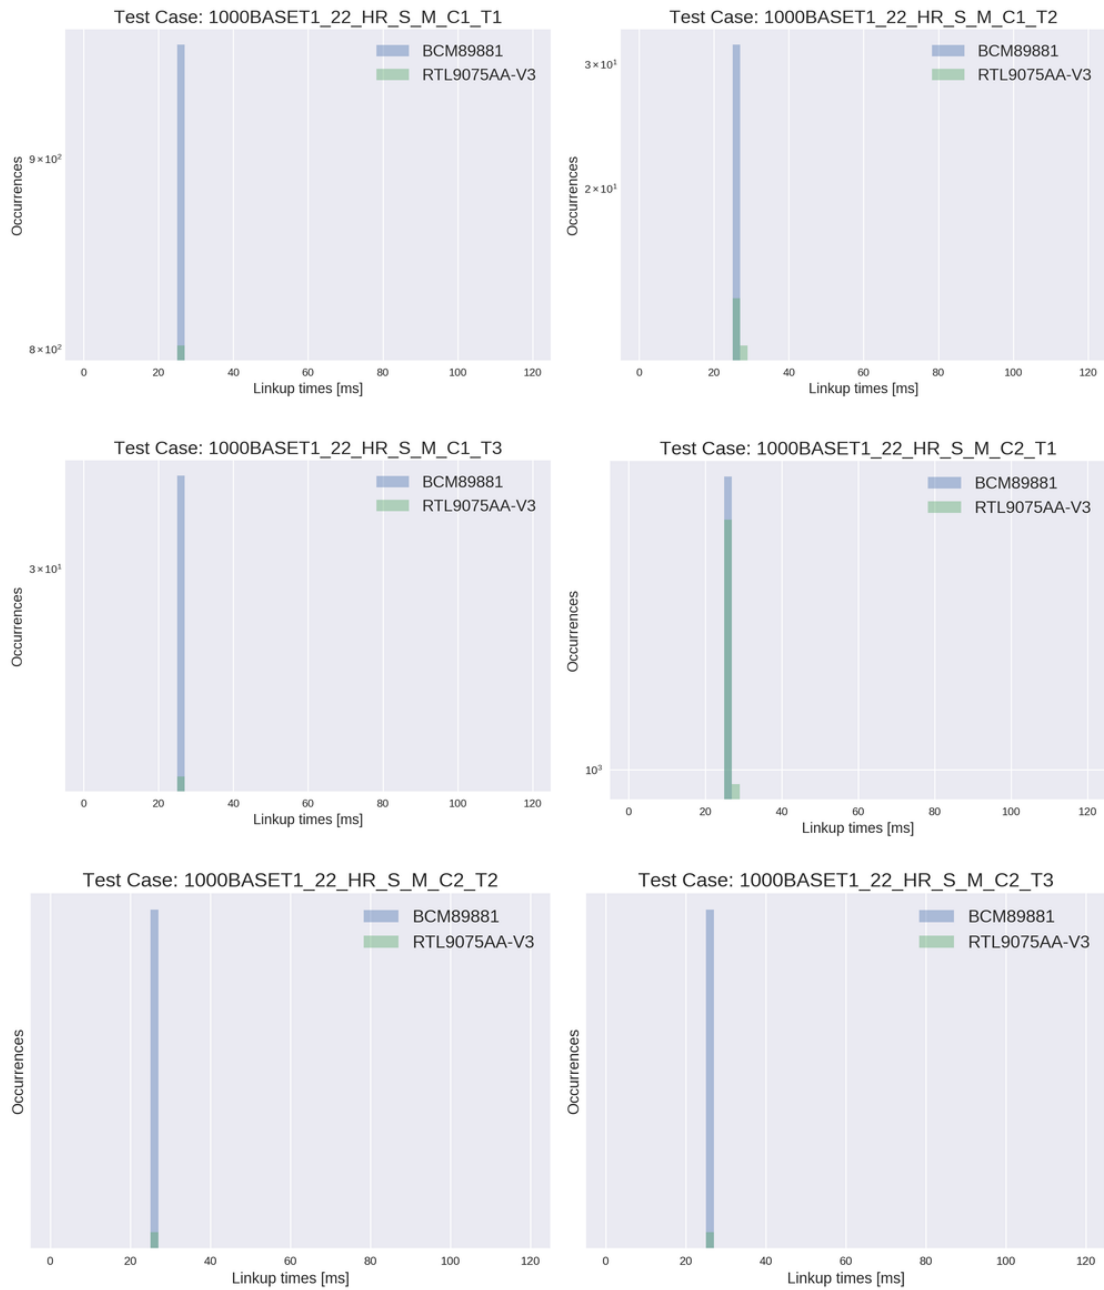 Test Case: 1000BASET1_22_HR_S_M_C1_T1
BCM89881
RTL9075AA-V3
9×10²
8×10²
Occurrences
0 20 40 60 80 100 120
Linkup times [ms]
Test Case: 1000BASET1_22_HR_S_M_C1_T2
BCM89881
RTL9075AA-V3
3×10¹
2×10¹
Occurrences
0 20 40 60 80 100 120
Linkup times [ms]
Test Case: 1000BASET1_22_HR_S_M_C1_T3
BCM89881
RTL9075AA-V3
3×10¹
Occurrences
0 20 40 60 80 100 120
Linkup times [ms]
Test Case: 1000BASET1_22_HR_S_M_C2_T1
BCM89881
RTL9075AA-V3
10³
Occurrences
0 20 40 60 80 100 120
Linkup times [ms]
Test Case: 1000BASET1_22_HR_S_M_C2_T2
BCM89881
RTL9075AA-V3
Occurrences
0 20 40 60 80 100 120
Linkup times [ms]
Test Case: 1000BASET1_22_HR_S_M_C2_T3
BCM89881
RTL9075AA-V3
Occurrences
0 20 40 60 80 100 120
Linkup times [ms]